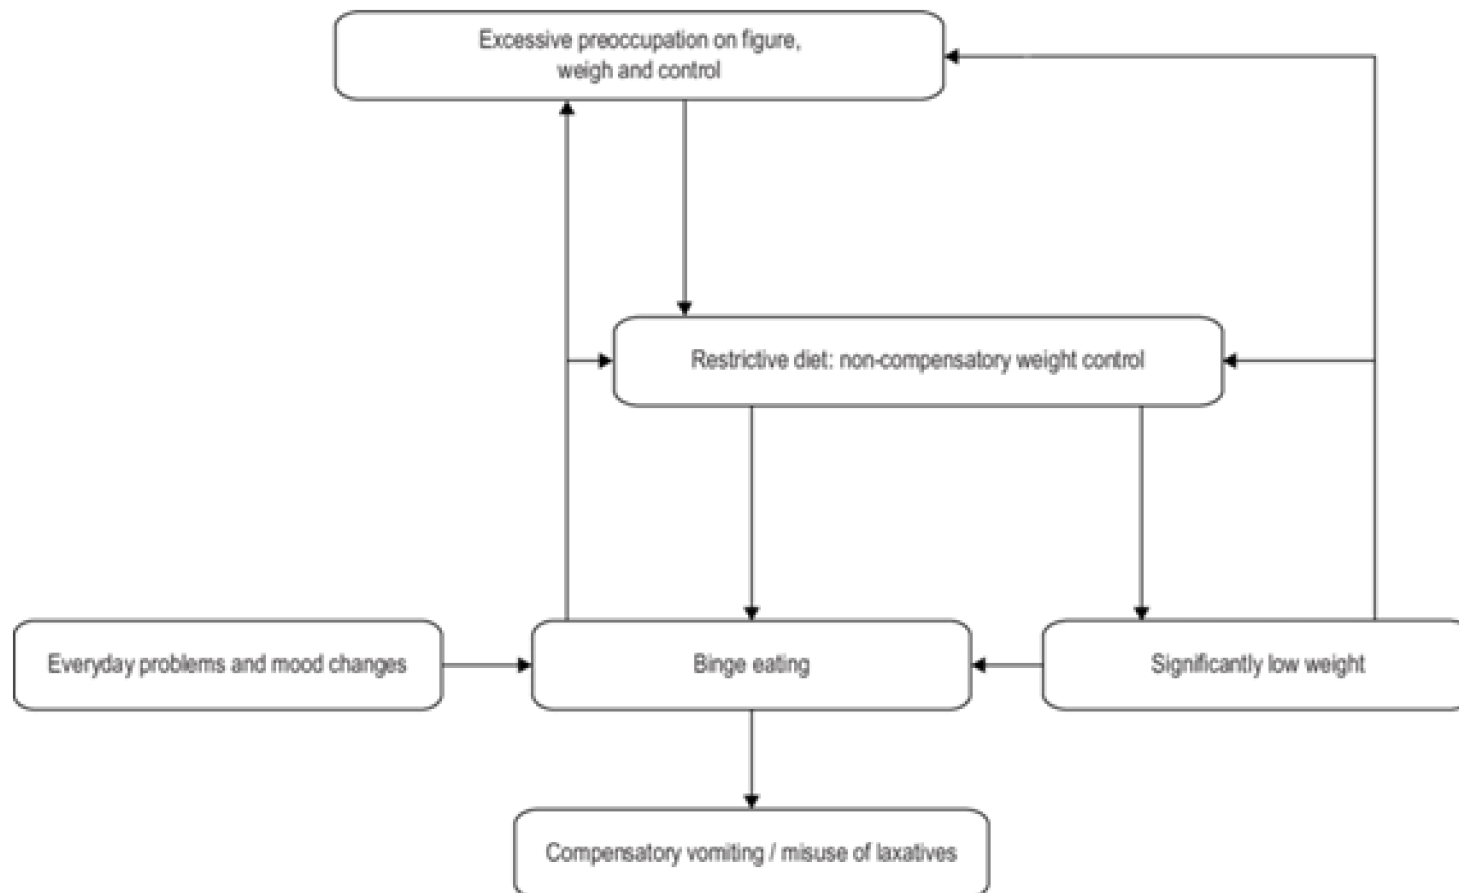 Excessive preoccupation on figure,
weigh and control
Restrictive diet: non-compensatory weight control
Everyday problems and mood changes
Binge eating
Significantly low weight
Compensatory vomiting / misuse of laxatives